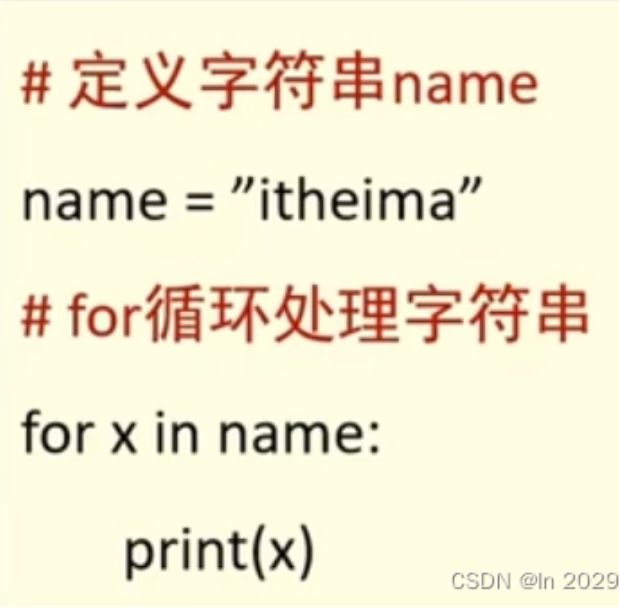 # 定义字符串name
name = ”itheima”
# for循环处理字符串
for x in name:
print(x)
CSDN @ln 2029